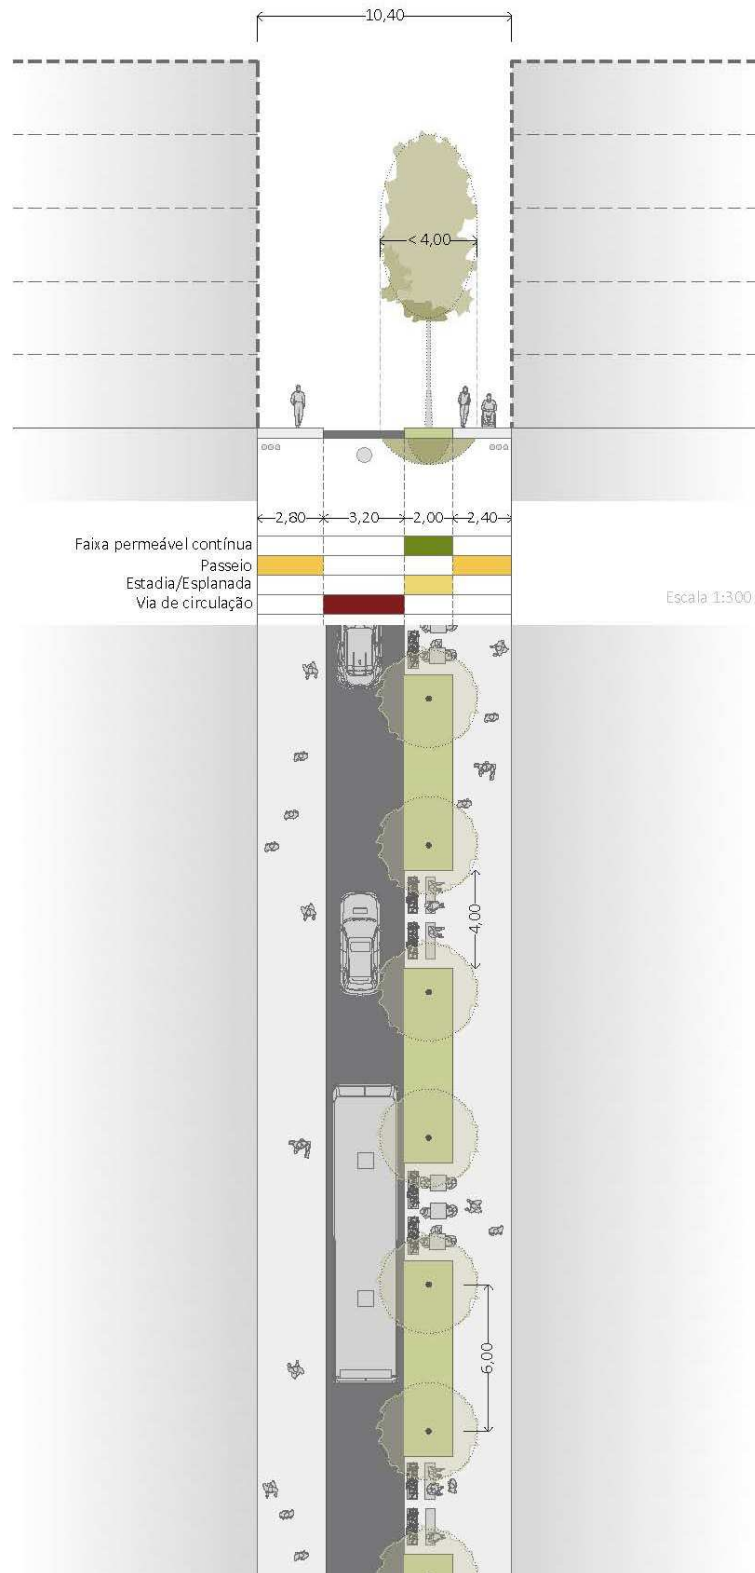 10,40
< 4,00
2,80 3,20 2,00 2,40
Faixa permeável contínua
Passeio
Estadia/Esplanada
Via de circulação
Escala 1:300
4,00
6,00